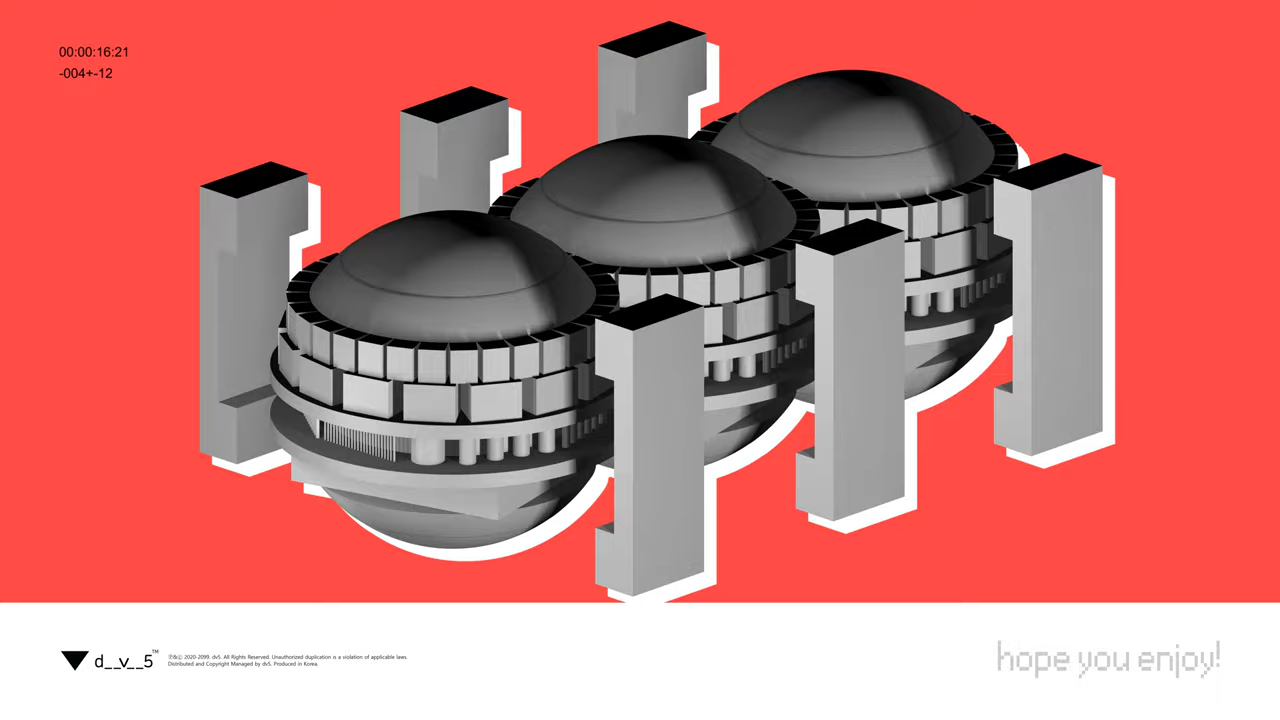 00:00:16:21
-004+-12
d__v__5™
℗&ⓒ 2020-2099. dv5. All Rights Reserved. Unauthorized duplication is a violation of applicable laws.
Distributed and Copyright Managed by dv5. Produced in Korea.
hope you enjoy!